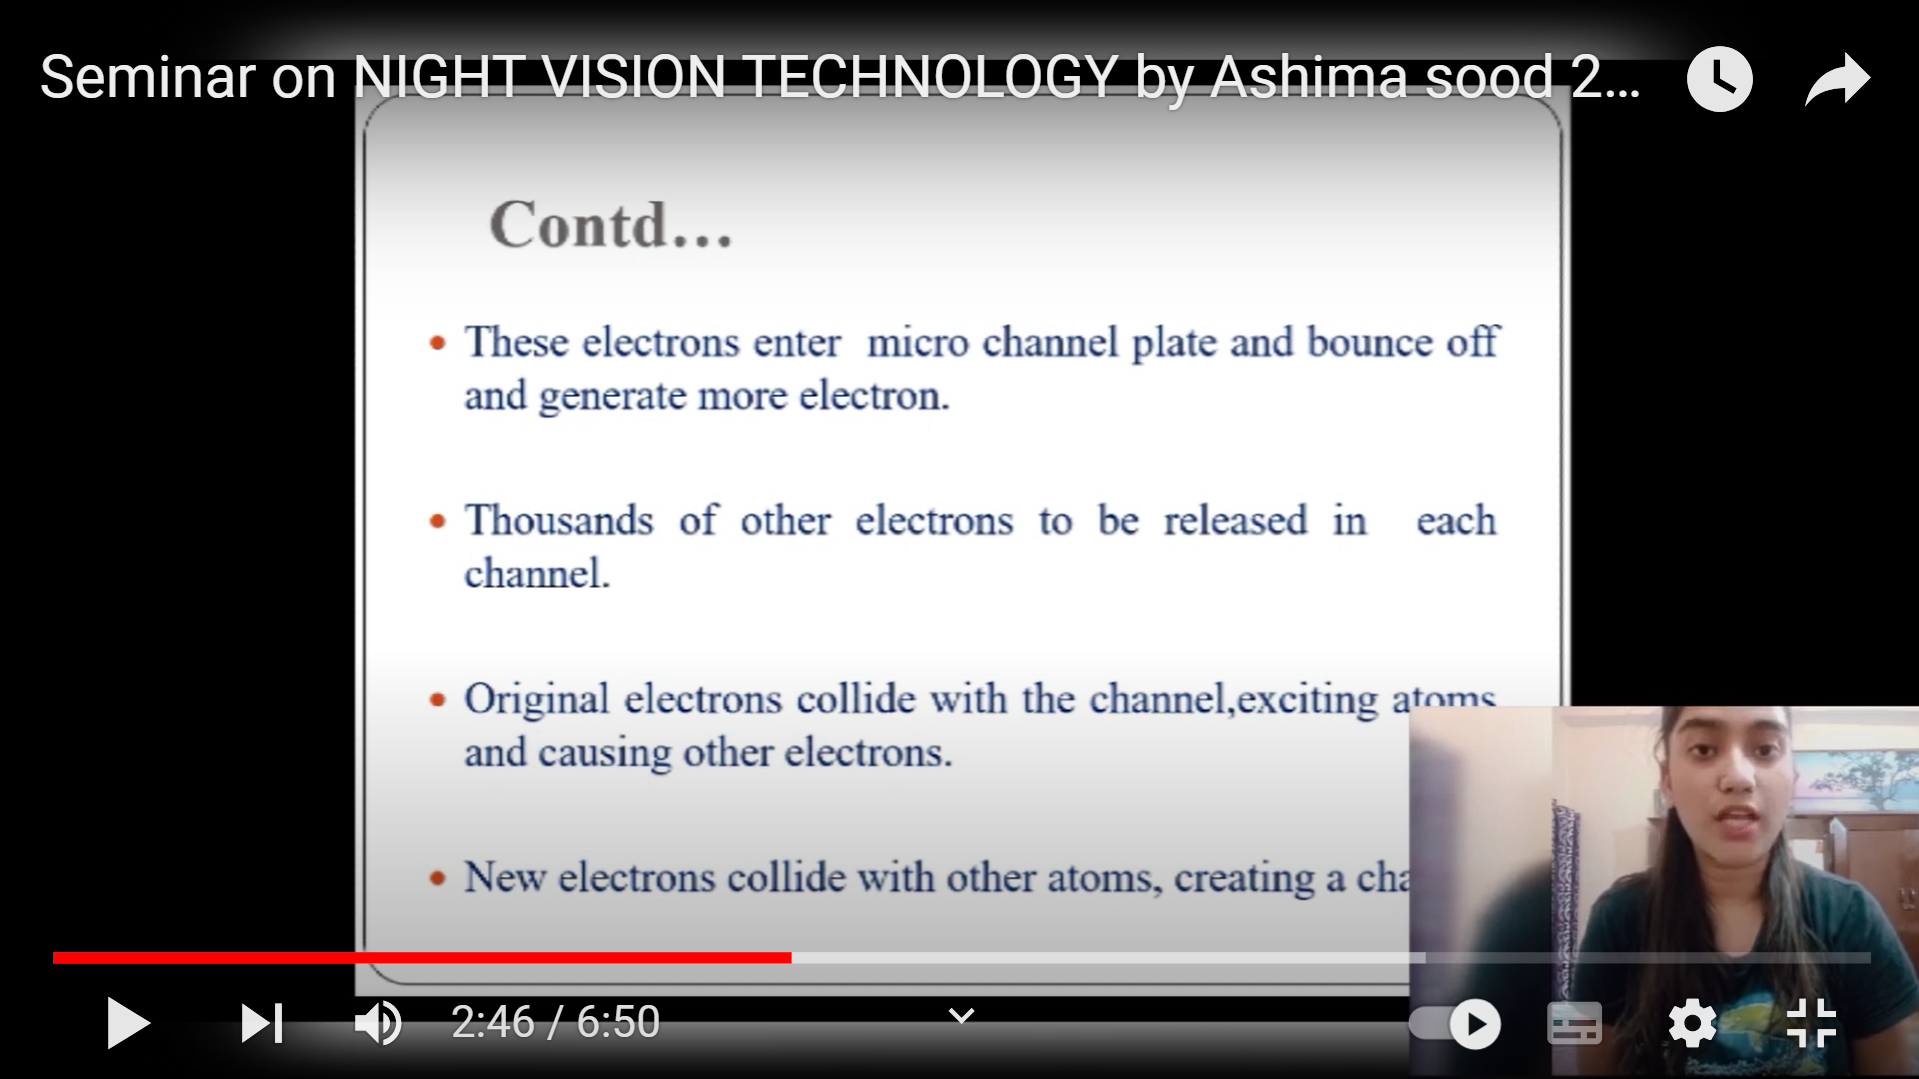 Seminar on NIGHT VISION TECHNOLOGY by Ashima sood 2...
Contd...
• These electrons enter micro channel plate and bounce off
and generate more electron.
• Thousands of other electrons to be released in each
channel.
• Original electrons collide with the channel,exciting atoms
and causing other electrons.
• New electrons collide with other atoms, creating a
2:46 / 6:50